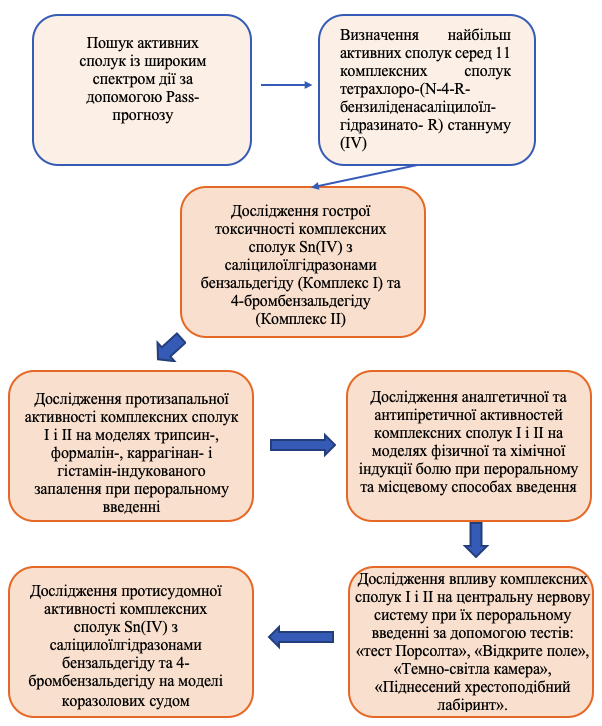 Пошук активних
сполук із широким
спектром дії за
допомогою Pass-
прогнозу
Визначення найбільш
активних сполук серед 11
комплексних сполук
тетрахлоро-(N-4-R-
бензиліденасаліцилоїл-
гідразинато- R) станнуму
(IV)
Дослідження гострої
токсичності комплексних
сполук Sn(IV) з
саліцилоїлгідразонами
бензальдегіду (Комплекс I) та
4-бромбензальдегіду
(Комплекс II)
Дослідження протизапальної
активності комплексних сполук
I і II на моделях трипсин-,
формалін-, каррагінан- і
гістамін-індукованого
запалення при пероральному
введенні
Дослідження аналгетичної та
антипіретичної активностей
комплексних сполук I і II на
моделях фізичної та хімічної
індукції болю при пероральному
та місцевому способах введення
Дослідження впливу комплексних
сполук I і II на центральну нервову
систему при їх пероральному
введенні за допомогою тестів:
«тест Порсолта», «Відкрите поле»,
«Темно-світла камера»,
«Піднесений хрестоподібний
лабіринт».
Дослідження протисудомної
активності комплексних
сполук Sn(IV) з
саліцилоїлгідразонами
бензальдегіду та 4-
бромбензальдегіду на моделі
коразолових судом